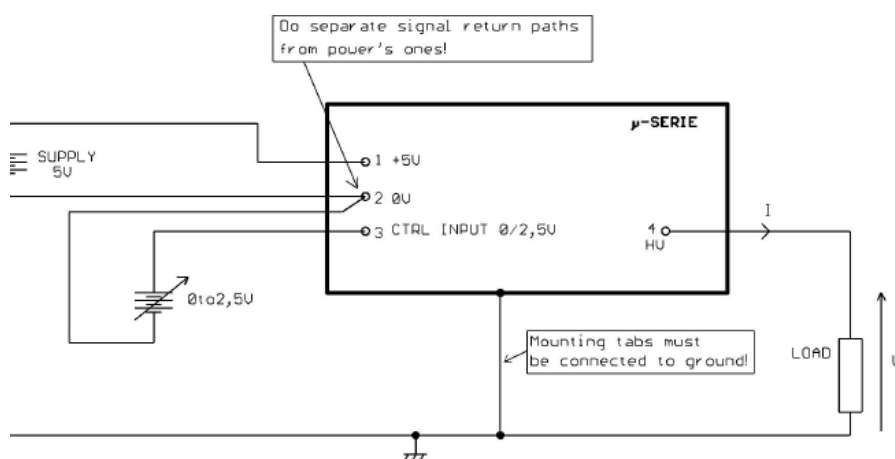 Do separate signal return paths
from power's ones!
µ-SERIE
SUPPLY
5V
1 +5V
2 0V
3 CTRL INPUT 0/2,5V
4
HV
I
0to2,5V
Mounting tabs must
be connected to ground!
LOAD